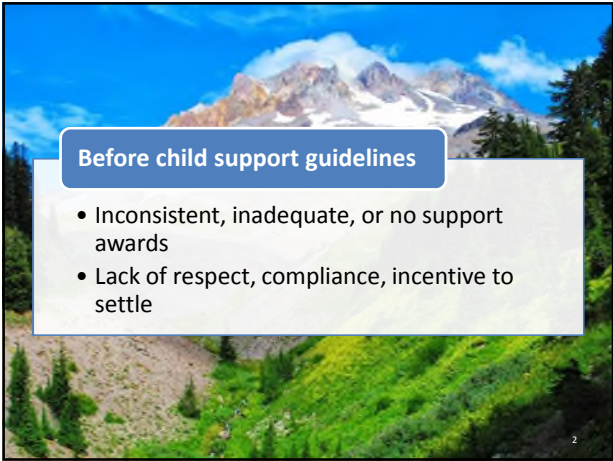 Before child support guidelines
• Inconsistent, inadequate, or no support
awards
• Lack of respect, compliance, incentive to
settle
2